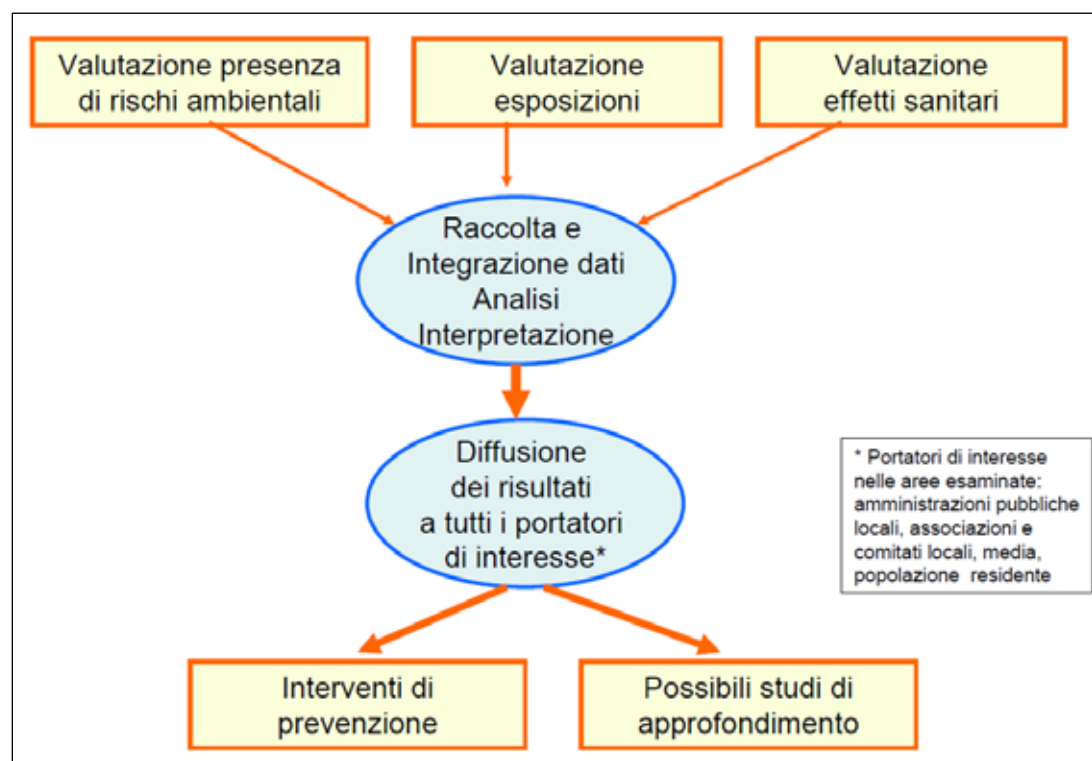 Valutazione presenza
di rischi ambientali
Valutazione
esposizioni
Valutazione
effetti sanitari
Raccolta e
Integrazione dati
Analisi
Interpretazione
Diffusione
dei risultati
a tutti i portatori
di interesse*
* Portatori di interesse
nelle aree esaminate:
amministrazioni pubbliche
locali, associazioni e
comitati locali, media,
popolazione residente
Interventi di
prevenzione
Possibili studi di
approfondimento